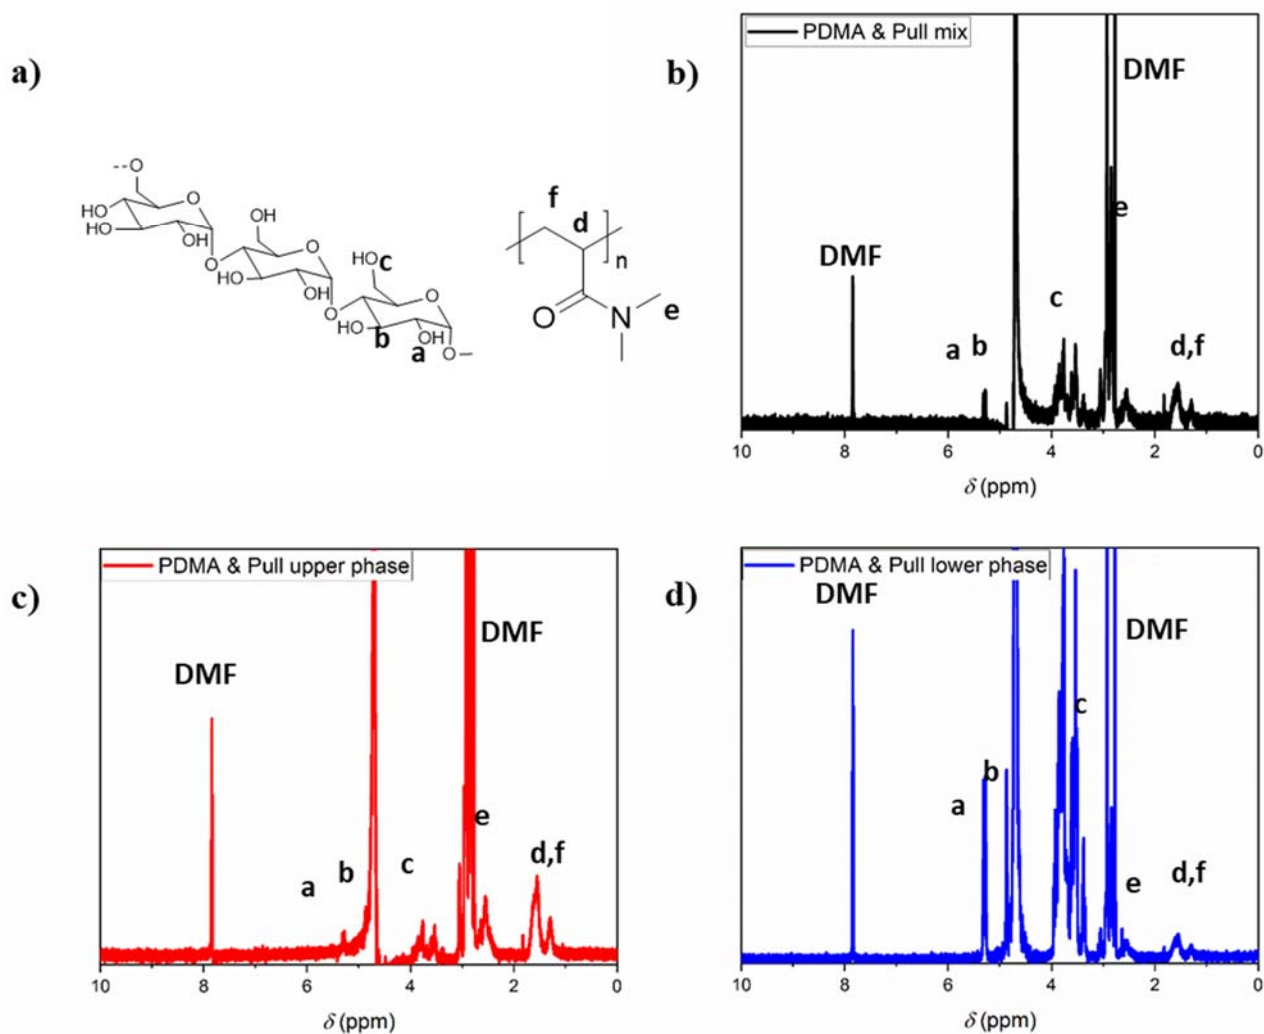 a)
--O
HO
HO
OH
O
O
OH
HO
OH
O
O
HO c
HO
b
OH
a
O
O
f
d
n
O
N
e
b)
PDMA & Pull mix
DMF
DMF
e
c
a b
d,f
10 8 6 4 2 0
δ (ppm)
c)
PDMA & Pull upper phase
DMF
DMF
e
a b c
d,f
10 8 6 4 2 0
δ (ppm)
d)
PDMA & Pull lower phase
DMF
DMF
c
b
a
e d,f
10 8 6 4 2 0
δ (ppm)